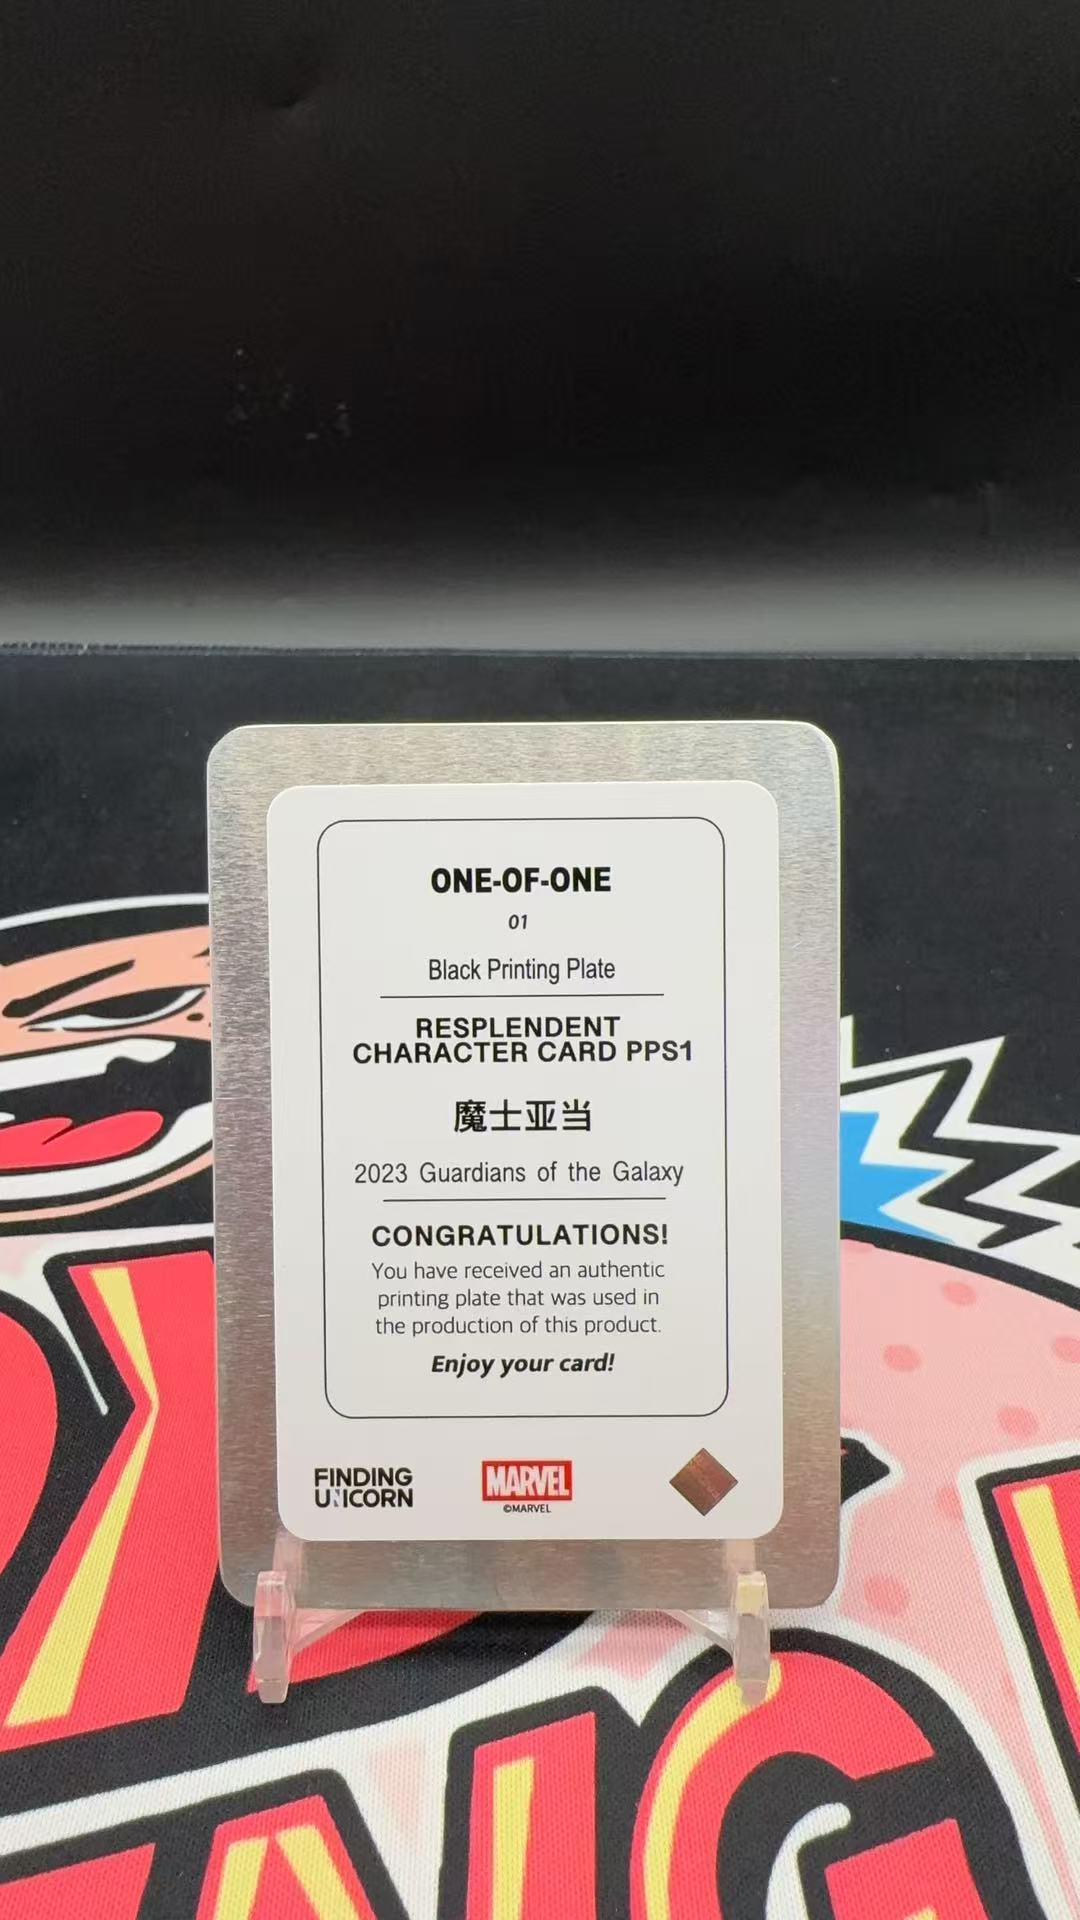 ONE-OF-ONE
01
Black Printing Plate
RESPLENDENT
CHARACTER CARD PPS1
魔士亚当
2023 Guardians of the Galaxy
CONGRATULATIONS!
You have received an authentic
printing plate that was used in
the production of this product.
Enjoy your card!
FINDING
UNICORN
MARVEL
©MARVEL